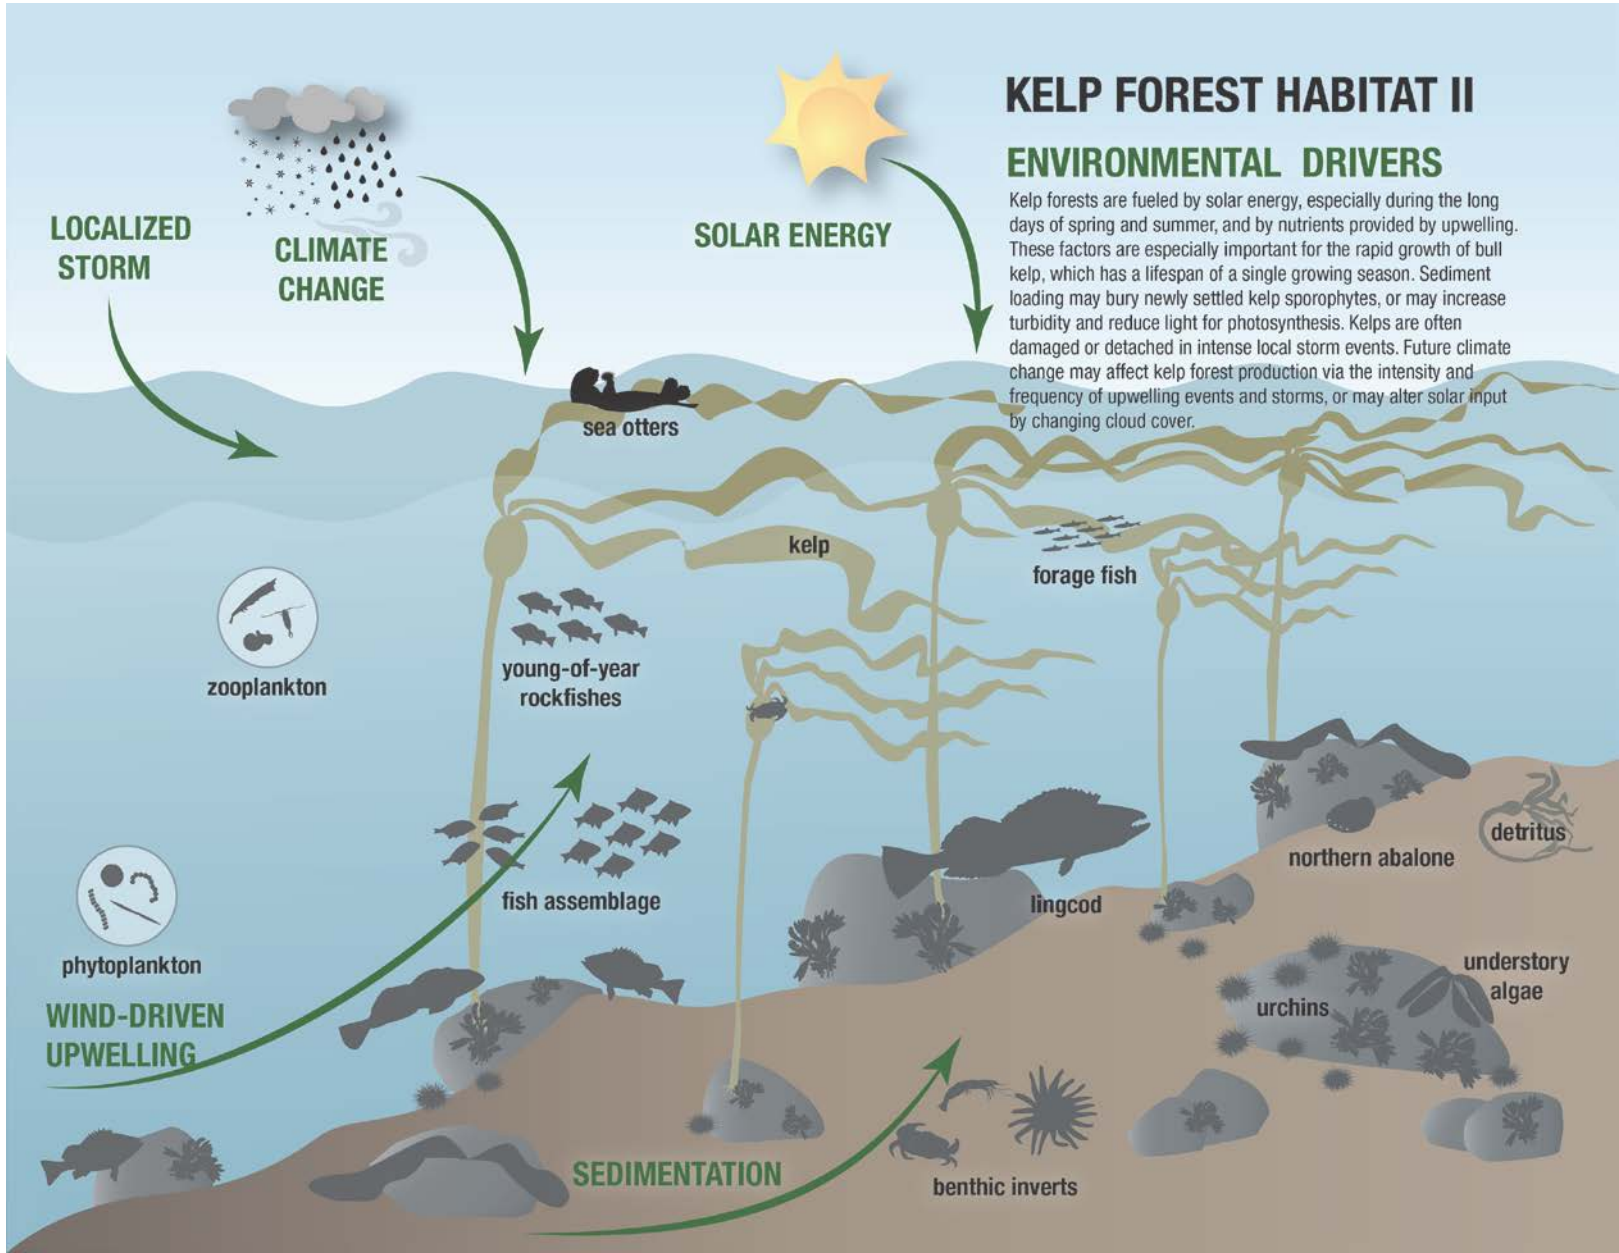 KELP FOREST HABITAT II
ENVIRONMENTAL DRIVERS
Kelp forests are fueled by solar energy, especially during the long
days of spring and summer, and by nutrients provided by upwelling.
These factors are especially important for the rapid growth of bull
kelp, which has a lifespan of a single growing season. Sediment
loading may bury newly settled kelp sporophytes, or may increase
turbidity and reduce light for photosynthesis. Kelps are often
damaged or detached in intense local storm events. Future climate
change may affect kelp forest production via the intensity and
frequency of upwelling events and storms, or may alter solar input
by changing cloud cover.
LOCALIZED
STORM
CLIMATE
CHANGE
SOLAR ENERGY
sea otters
kelp
forage fish
zooplankton
young-of-year
rockfishes
fish assemblage
phytoplankton
WIND-DRIVEN
UPWELLING
lingcod
northern abalone
detritus
urchins
understory
algae
SEDIMENTATION
benthic inverts